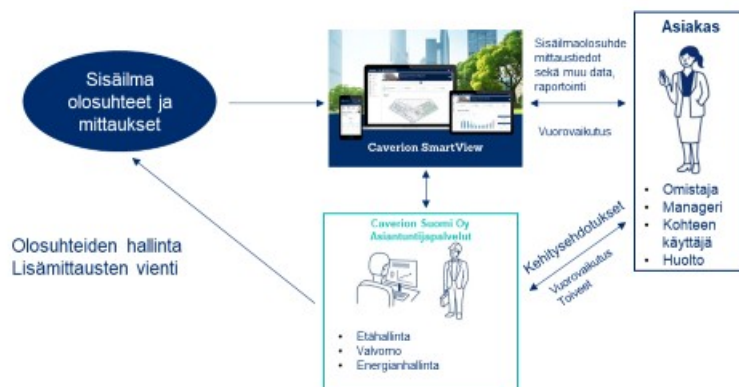 Sisäilma
olosuhteet ja
mittaukset
Caverion SmartView
Sisäilmaolosuhde
mittaustiedot
sekä muu data,
raportointi
Vuorovaikutus
Asiakas
• Omistaja
• Manageri
• Kohteen
käyttäjä
• Huolto
Olosuhteiden hallinta
Lisämittausten vienti
Caverion Suomi Oy
Asiantuntijapalvelut
• Etähallinta
• Valvomo
• Energianhallinta
Kehitysehdotukset
Vuorovaikutus
Toiveet